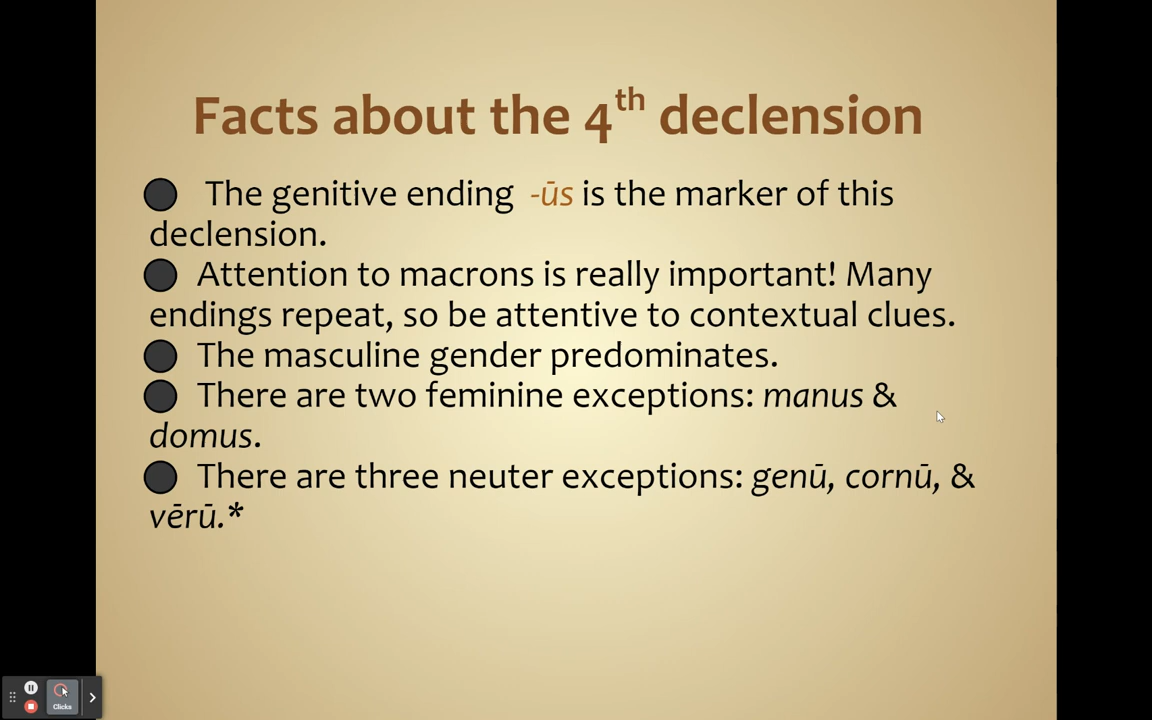 Facts about the 4th declension
● The genitive ending -ūs is the marker of this
declension.
● Attention to macrons is really important! Many
endings repeat, so be attentive to contextual clues.
● The masculine gender predominates.
● There are two feminine exceptions: manus &
domus.
● There are three neuter exceptions: genū, cornū, &
vērū.*
Clicks